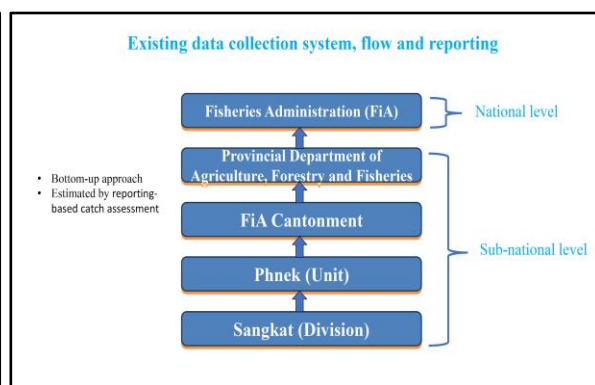 Existing data collection system, flow and reporting
Fisheries Administration (FiA)
National level
Provincial Department of
Agriculture, Forestry and Fisheries
• Bottom-up approach
• Estimated by reporting-
based catch assessment
FiA Cantonment
Sub-national level
Phnek (Unit)
Sangkat (Division)